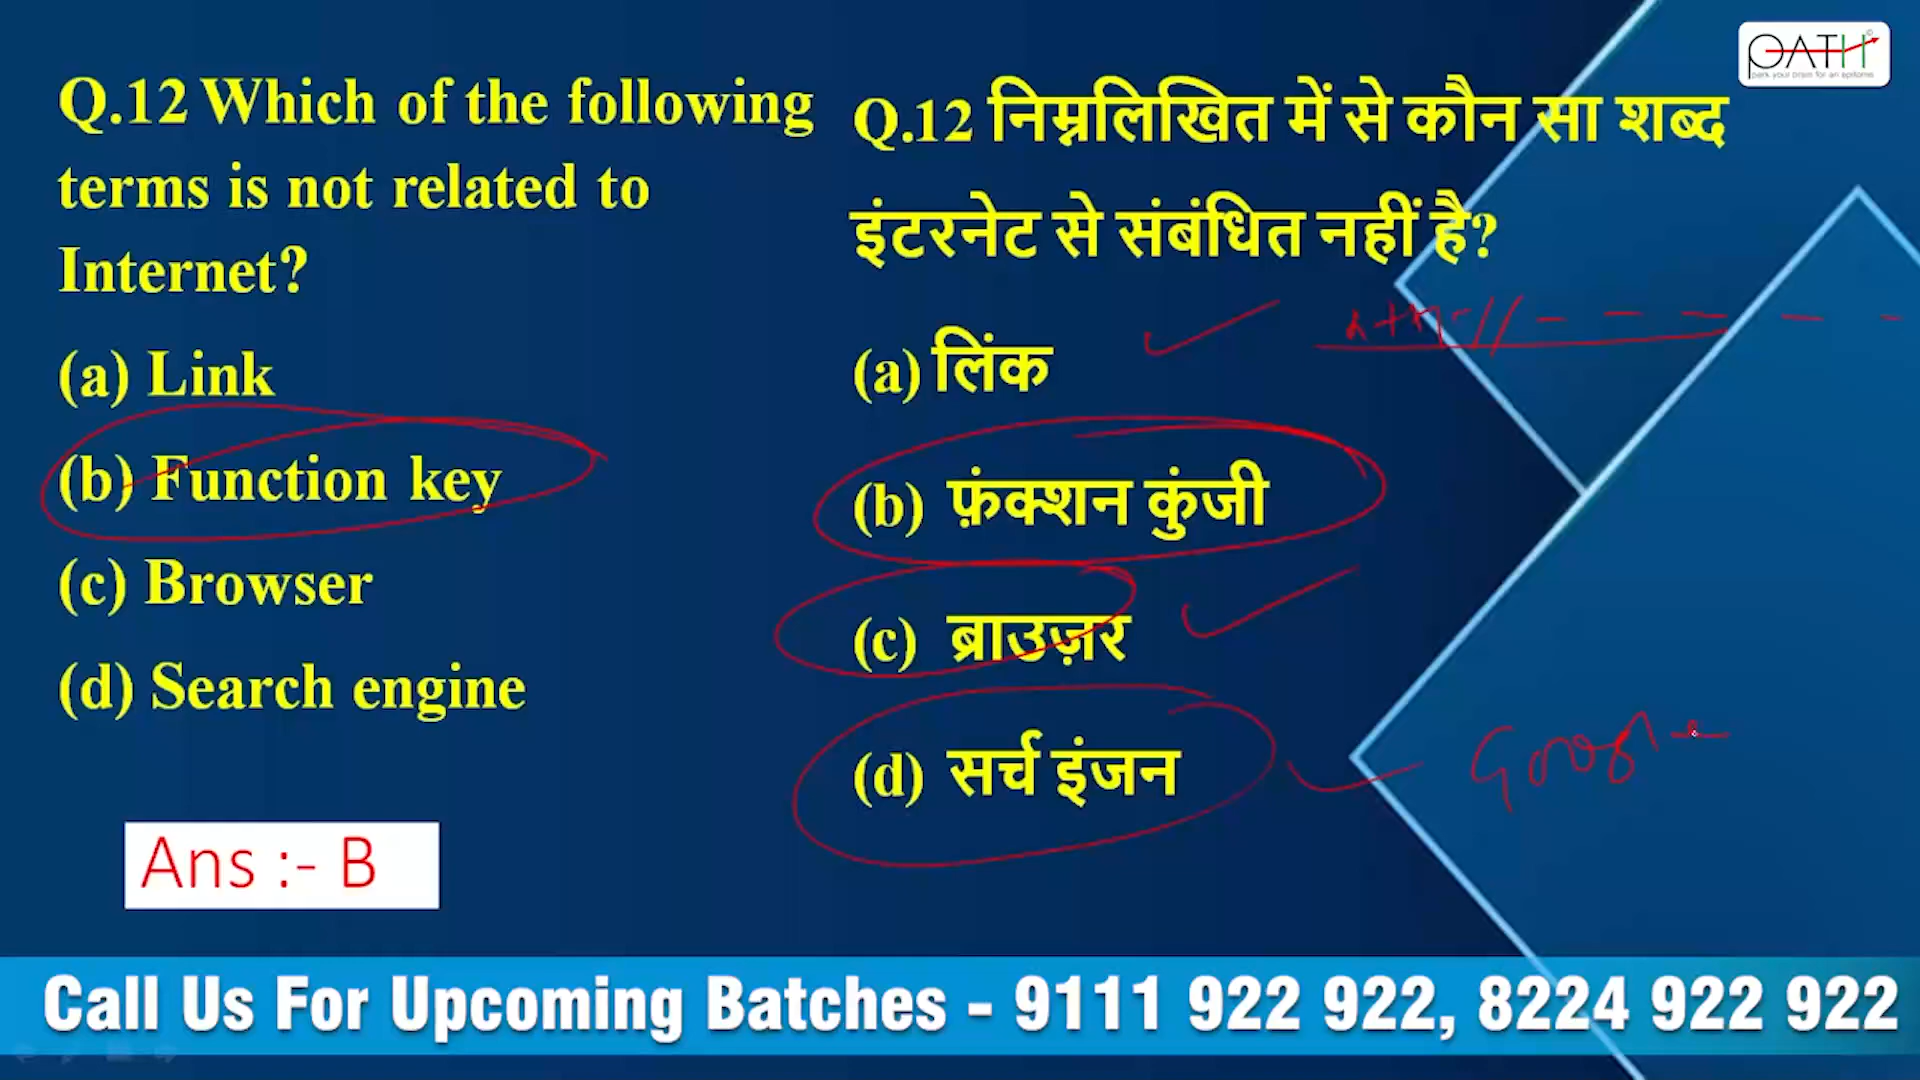 PATH
Q.12 Which of the following
terms is not related to
Internet?
(a) Link
(b) Function key
(c) Browser
(d) Search engine
Ans :- B
Q.12 निम्नलिखित में से कौन सा शब्द
इंटरनेट से संबंधित नहीं है?
(a) लिंक
(b) फ़ंक्शन कुंजी
(c) ब्राउज़र
(d) सर्च इंजन
Google
Call Us For Upcoming Batches - 9111 922 922, 8224 922 922